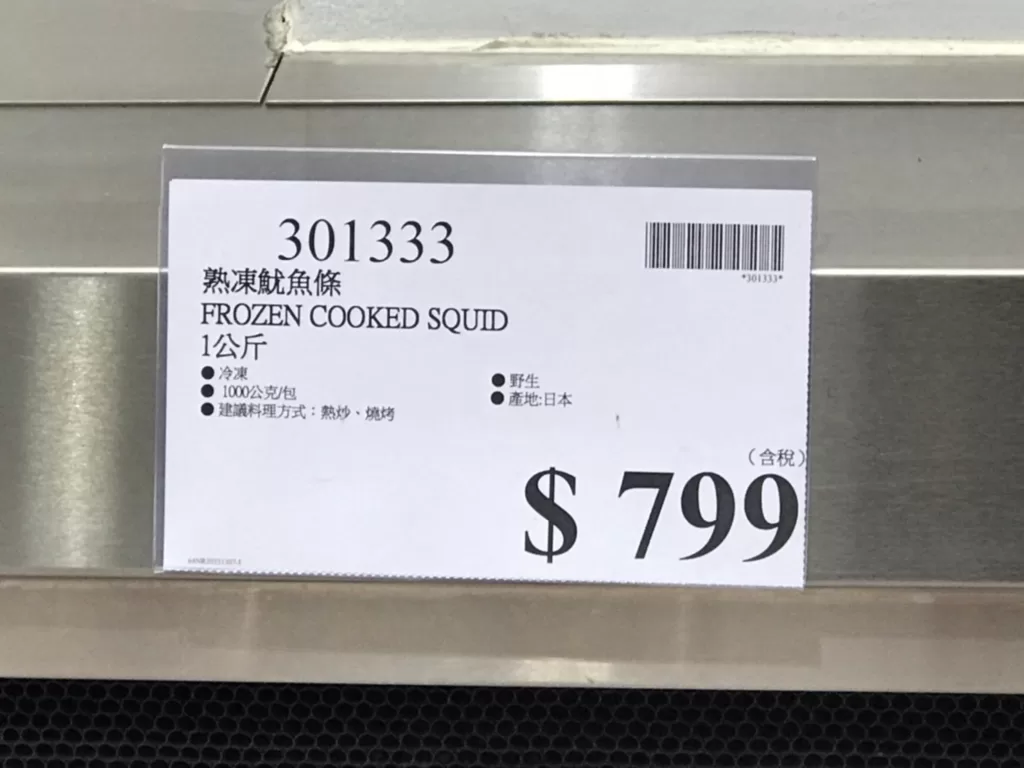 301333
*301333*
熟凍魷魚條
FROZEN COOKED SQUID
1公斤
●冷凍
●1000公克/包
●建議料理方式：熱炒、燒烤
●野生
●產地:日本
（含稅）
$ 799